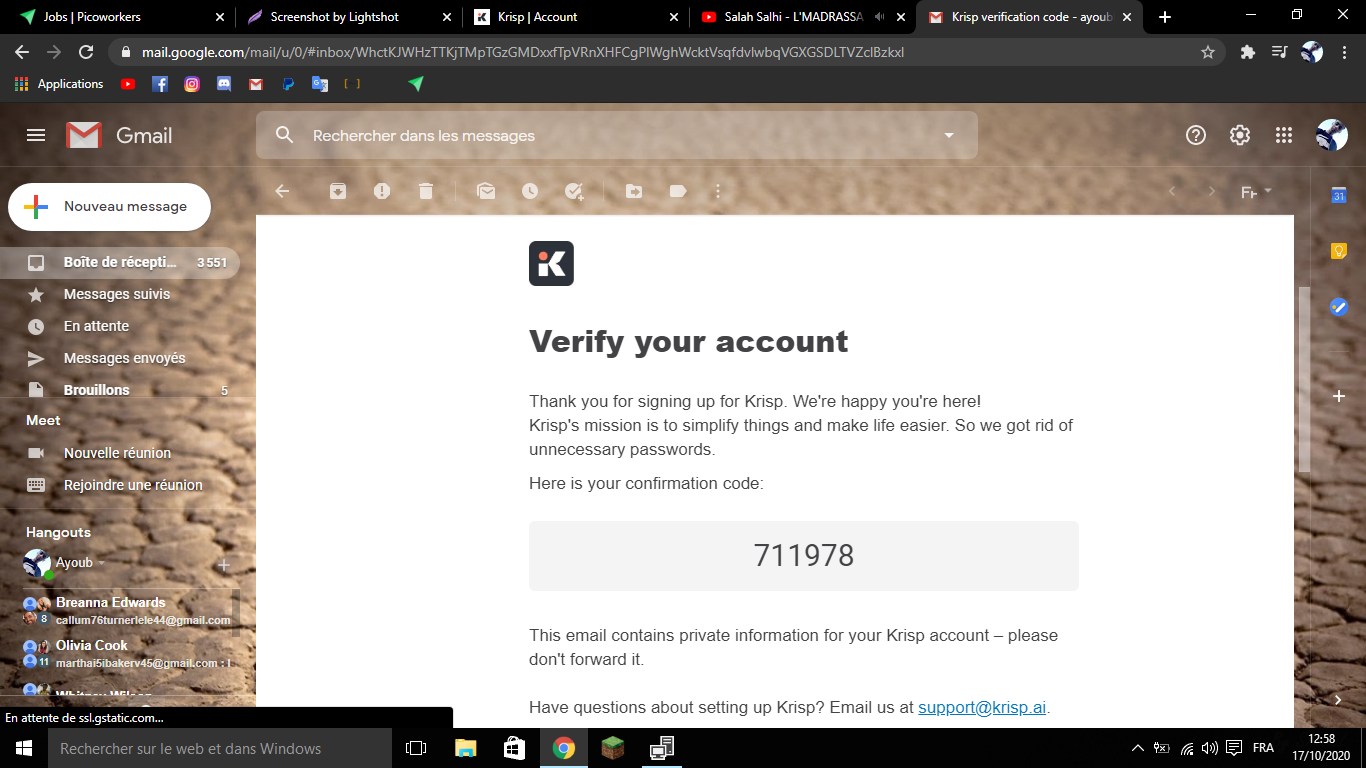 Jobs | Picoworkers
Screenshot by Lightshot
Krisp | Account
Salah Salhi - L'MADRASSA
Krisp verification code - ayoub
mail.google.com/mail/u/0/#inbox/WhctKJWHzTTKjTMpTGzGMDxxfTpVRnXHFCgPlWghWcktVsqfdvlwbqVGXGSDLTVZclBzkxl
Applications
Gmail
Rechercher dans les messages
Nouveau message
Fr
31
Boîte de récepti... 3 551
Messages suivis
En attente
Messages envoyés
Brouillons 5
Meet
Nouvelle réunion
Rejoindre une réunion
Hangouts
Ayoub
Breanna Edwards
8 callum76turnerlele44@gmail.com
Olivia Cook
11 marthai5ibakerv45@gmail.com : I
K
Verify your account
Thank you for signing up for Krisp. We're happy you're here!
Krisp's mission is to simplify things and make life easier. So we got rid of
unnecessary passwords.
Here is your confirmation code:
711978
This email contains private information for your Krisp account – please
don't forward it.
Have questions about setting up Krisp? Email us at support@krisp.ai.
En attente de ssl.gstatic.com...
Rechercher sur le web et dans Windows
FRA
12:58
17/10/2020